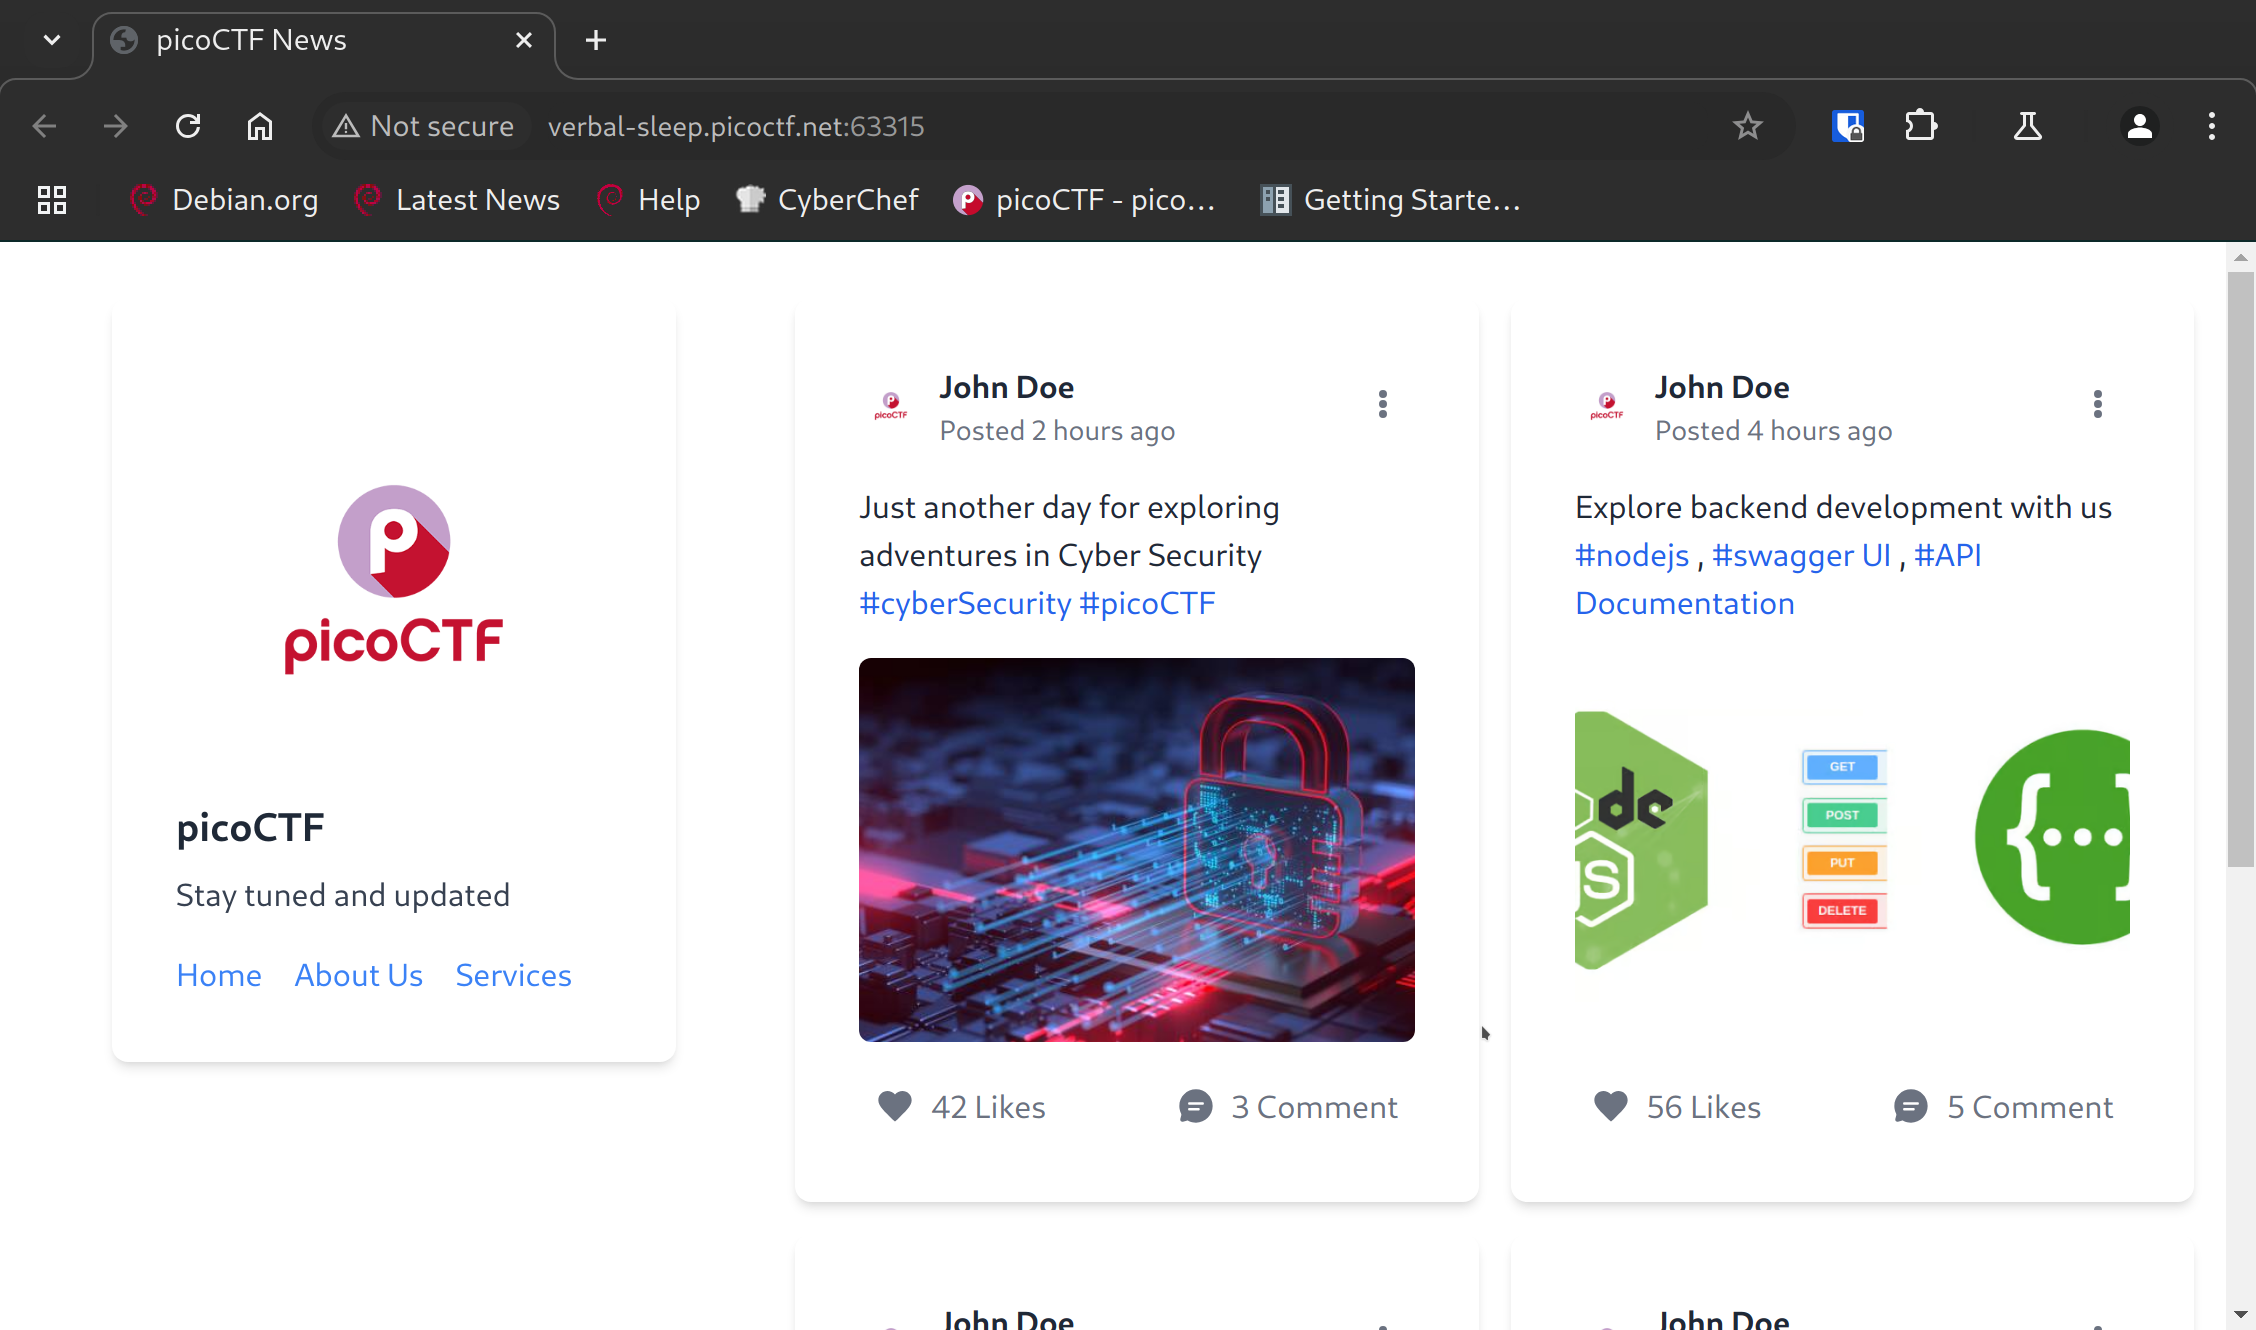 picoCTF News
Not secure
verbal-sleep.picoctf.net:63315
Debian.org
Latest News
Help
CyberChef
picoCTF - pico...
Getting Starte...
picoCTF
picoCTF
Stay tuned and updated
Home About Us Services
picoCTF
John Doe
Posted 2 hours ago
Just another day for exploring
adventures in Cyber Security
#cyberSecurity #picoCTF
42 Likes
3 Comment
picoCTF
John Doe
Posted 4 hours ago
Explore backend development with us
#nodejs , #swagger UI , #API
Documentation
de
JS
GET
POST
PUT
DELETE
{...}
56 Likes
5 Comment
John Doe
John Doe